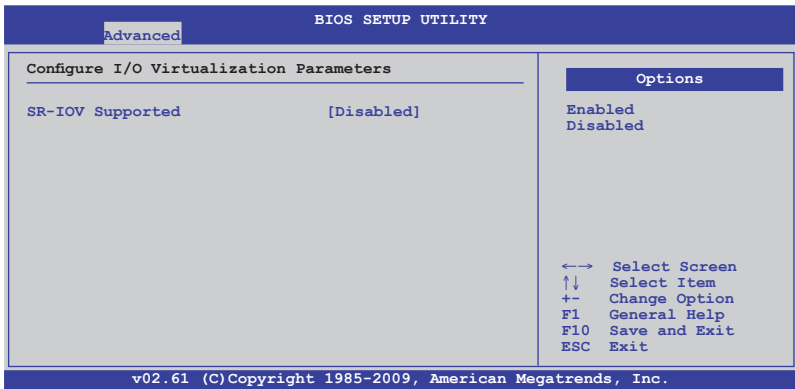 BIOS SETUP UTILITY
Advanced
Configure I/O Virtualization Parameters
SR-IOV Supported [Disabled]
Options
Enabled
Disabled
←→ Select Screen
↑↓ Select Item
+- Change Option
F1 General Help
F10 Save and Exit
ESC Exit
v02.61 (C)Copyright 1985-2009, American Megatrends, Inc.